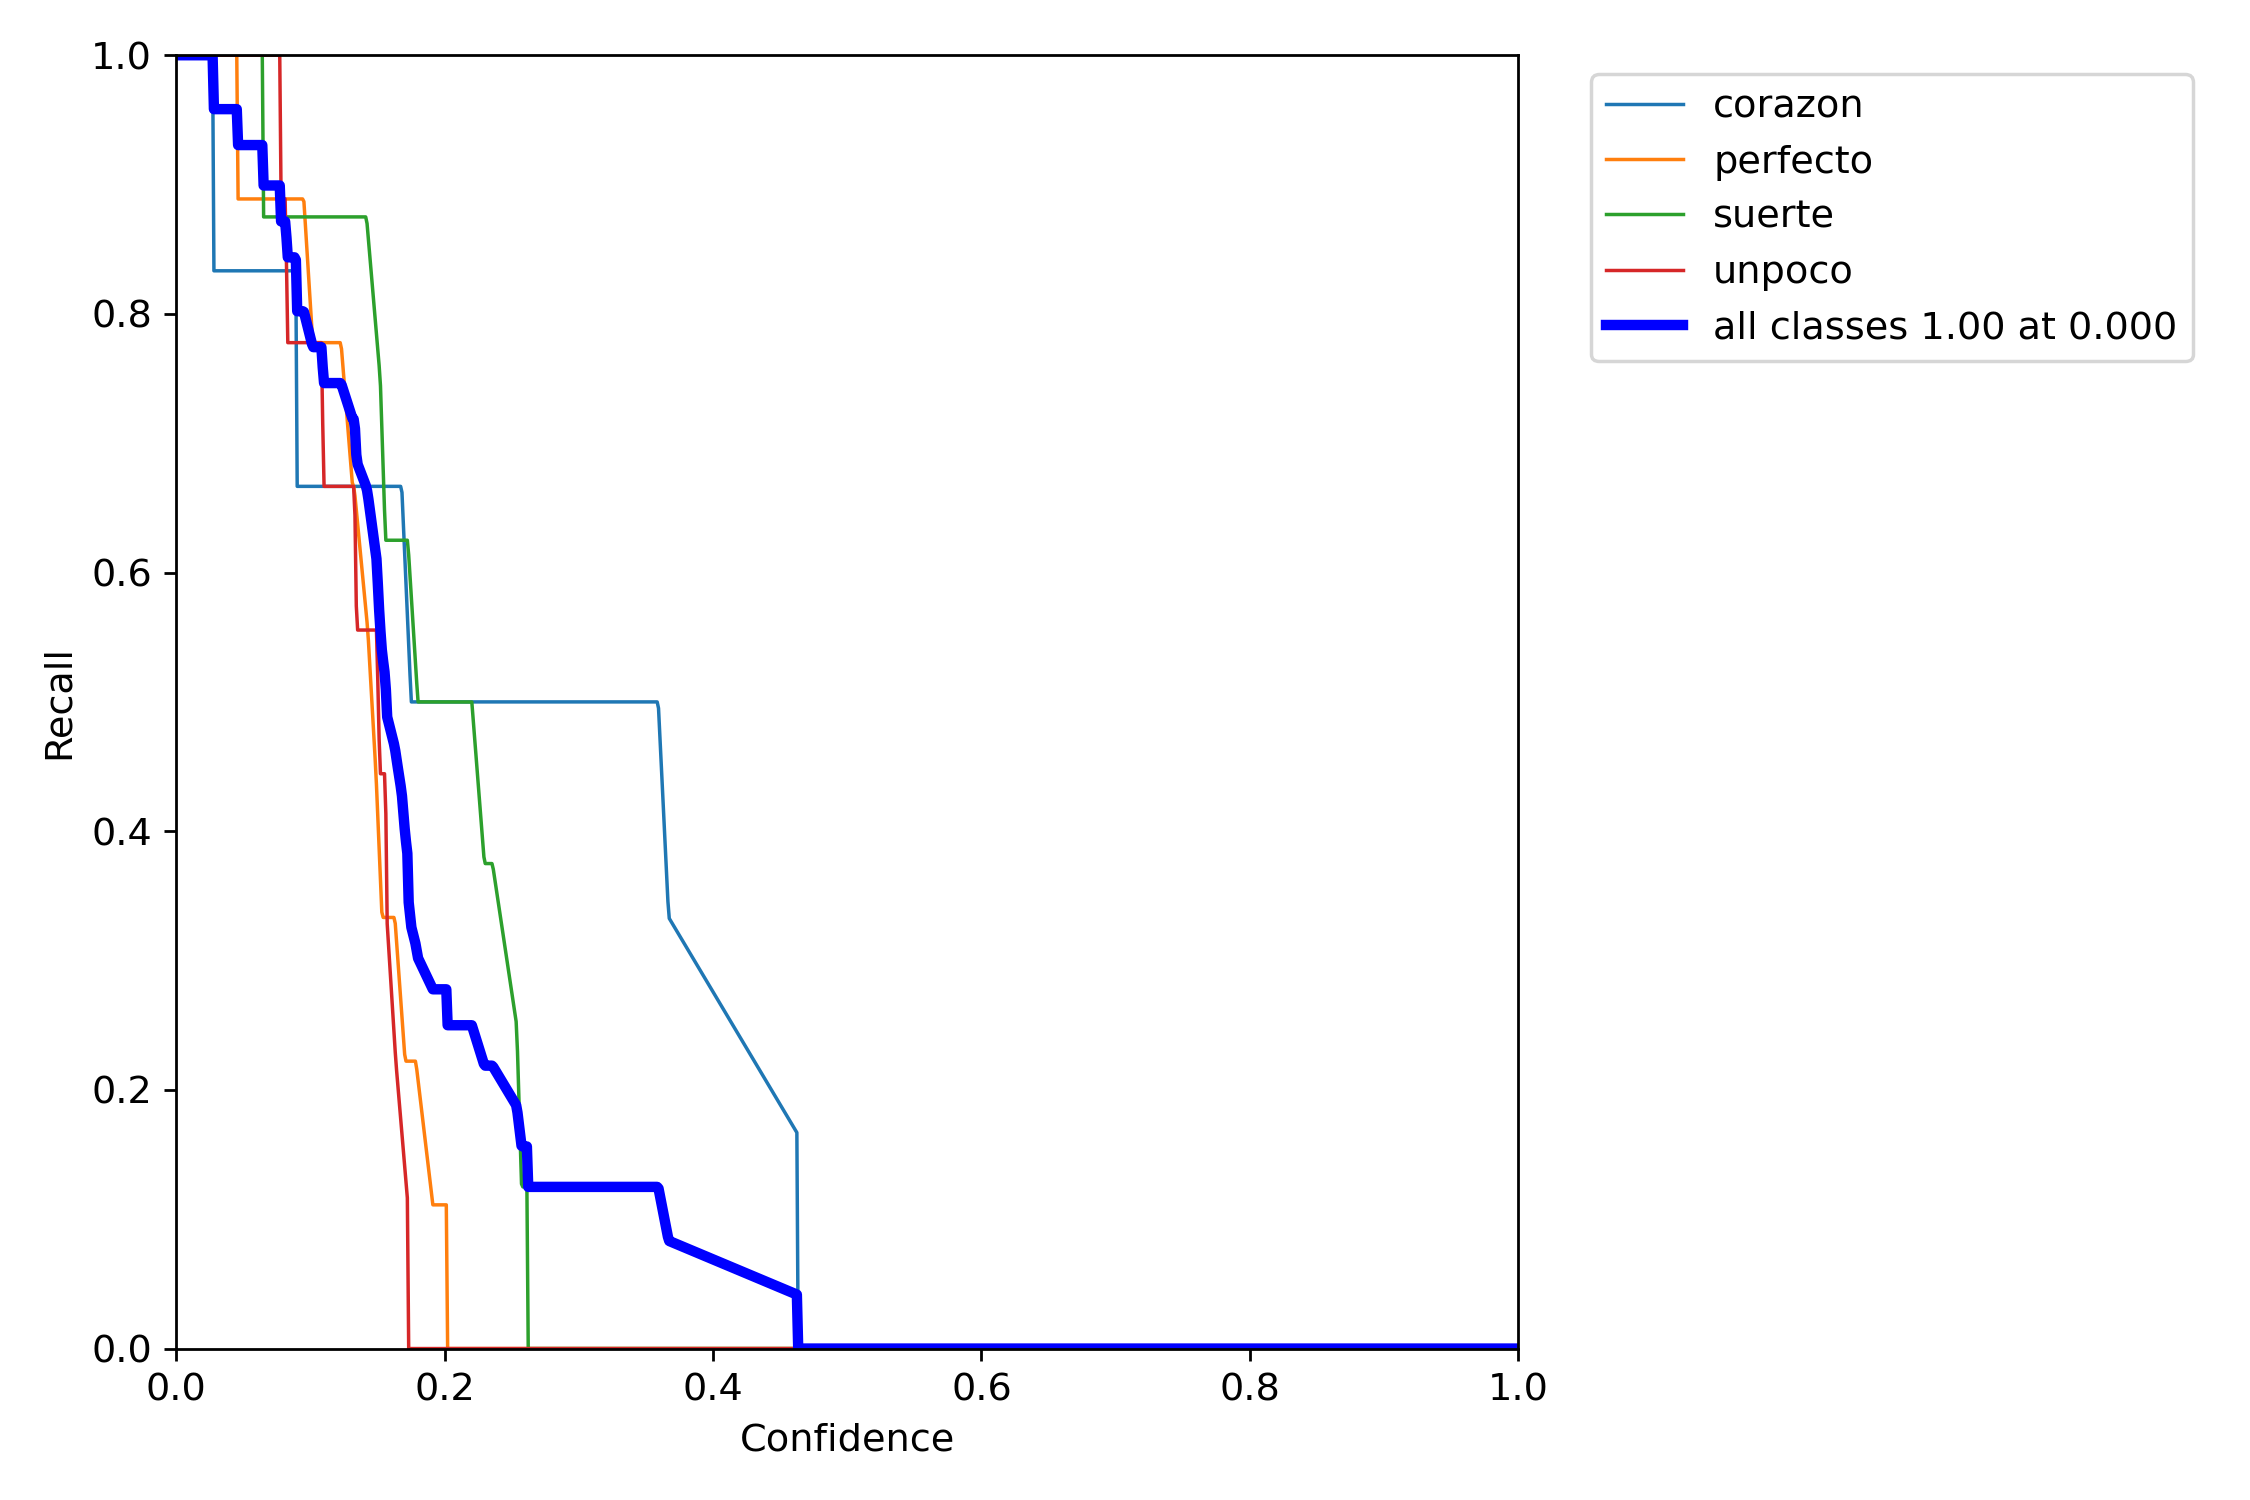 1.0
0.8
0.6
0.4
0.2
0.0
Recall
0.0 0.2 0.4 0.6 0.8 1.0
Confidence
corazon
perfecto
suerte
unpoco
all classes 1.00 at 0.000